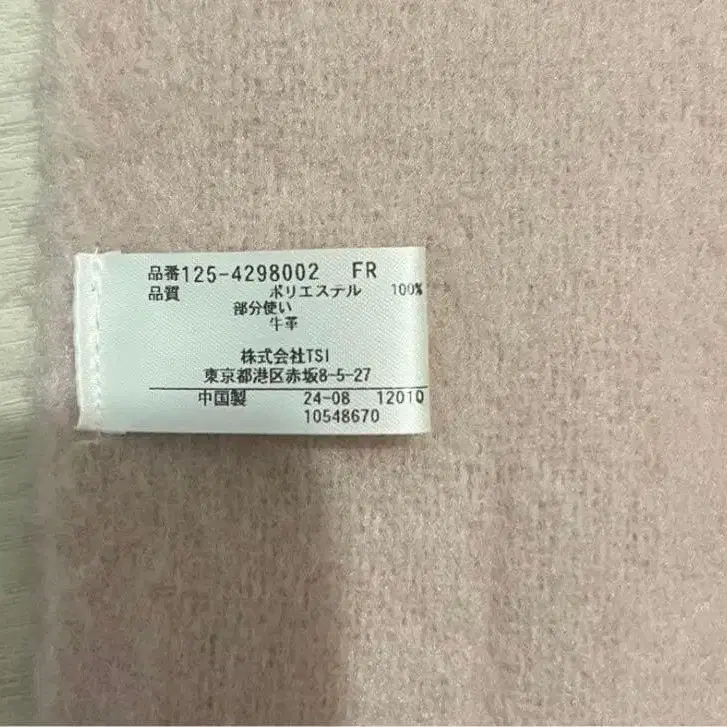 品番125-4298002 FR
品質 ポリエステル 100%
部分使い
牛革
株式会社TSI
東京都港区赤坂8-5-27
中国製 24-08 12010
10548670